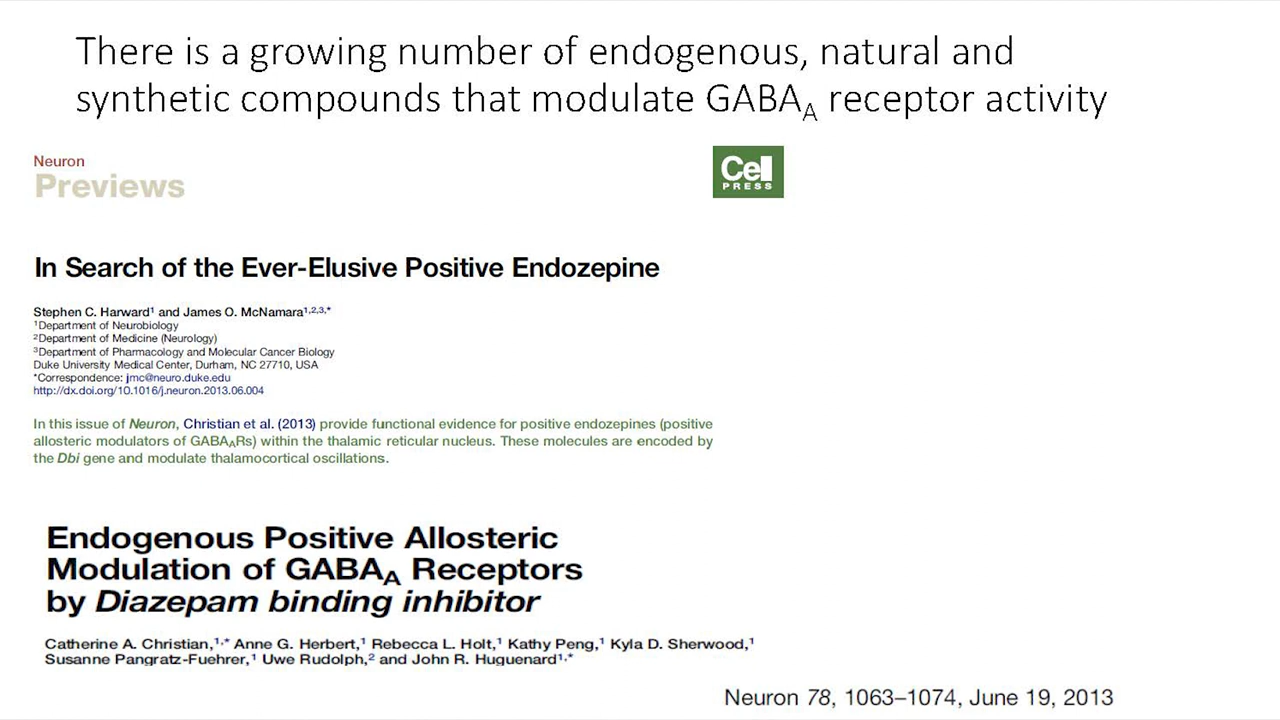 There is a growing number of endogenous, natural and
synthetic compounds that modulate GABAA receptor activity
Neuron
Previews
Cell
PRESS
In Search of the Ever-Elusive Positive Endozepine
Stephen C. Harward1 and James O. McNamara1,2,3,*
1Department of Neurobiology
2Department of Medicine (Neurology)
3Department of Pharmacology and Molecular Cancer Biology
Duke University Medical Center, Durham, NC 27710, USA
*Correspondence: jmc@neuro.duke.edu
http://dx.doi.org/10.1016/j.neuron.2013.06.004
In this issue of Neuron, Christian et al. (2013) provide functional evidence for positive endozepines (positive
allosteric modulators of GABAARs) within the thalamic reticular nucleus. These molecules are encoded by
the Dbi gene and modulate thalamocortical oscillations.
Endogenous Positive Allosteric
Modulation of GABAA Receptors
by Diazepam binding inhibitor
Catherine A. Christian,1,* Anne G. Herbert,1 Rebecca L. Holt,1 Kathy Peng,1 Kyla D. Sherwood,1
Susanne Pangratz-Fuehrer,1 Uwe Rudolph,2 and John R. Huguenard1,*
Neuron 78, 1063–1074, June 19, 2013